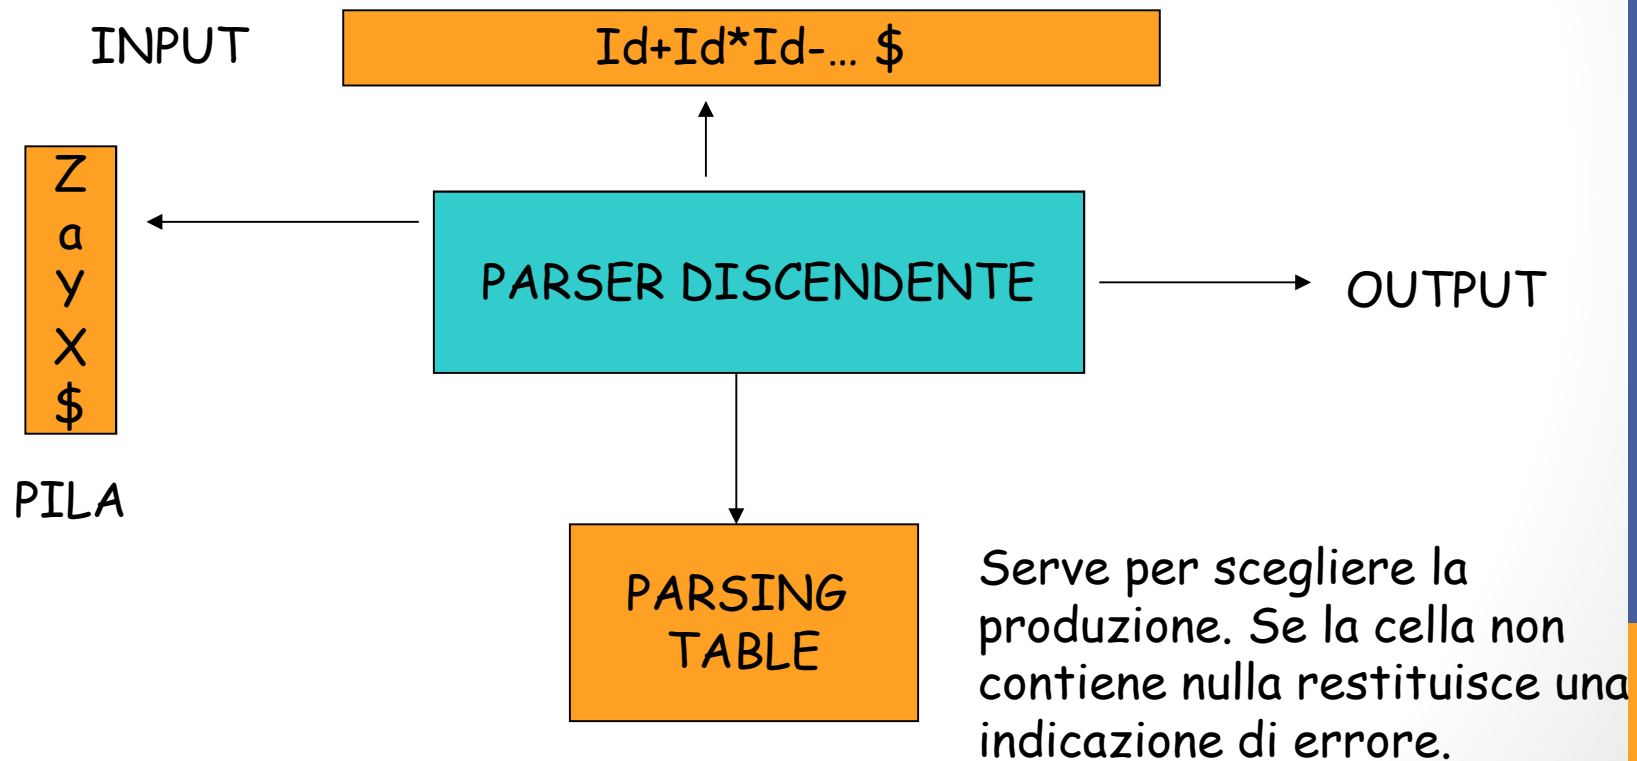 INPUT
Id+Id*Id-... $
Z
a
y
X
$
PILA
PARSER DISCENDENTE
OUTPUT
PARSING
TABLE
Serve per scegliere la
produzione. Se la cella non
contiene nulla restituisce una
indicazione di errore.